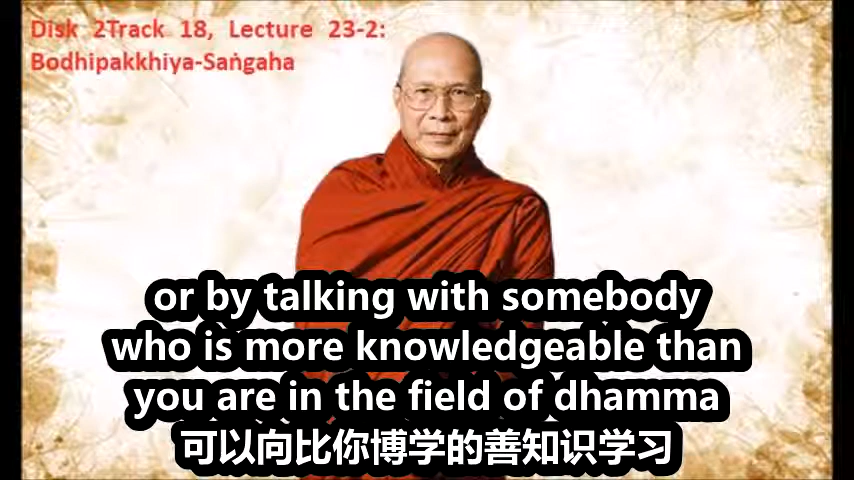 Disk 2Track 18, Lecture 23-2:
Bodhipakkhiya-Saṅgaha
or by talking with somebody
who is more knowledgeable than
you are in the field of dhamma
可以向比你博学的善知识学习